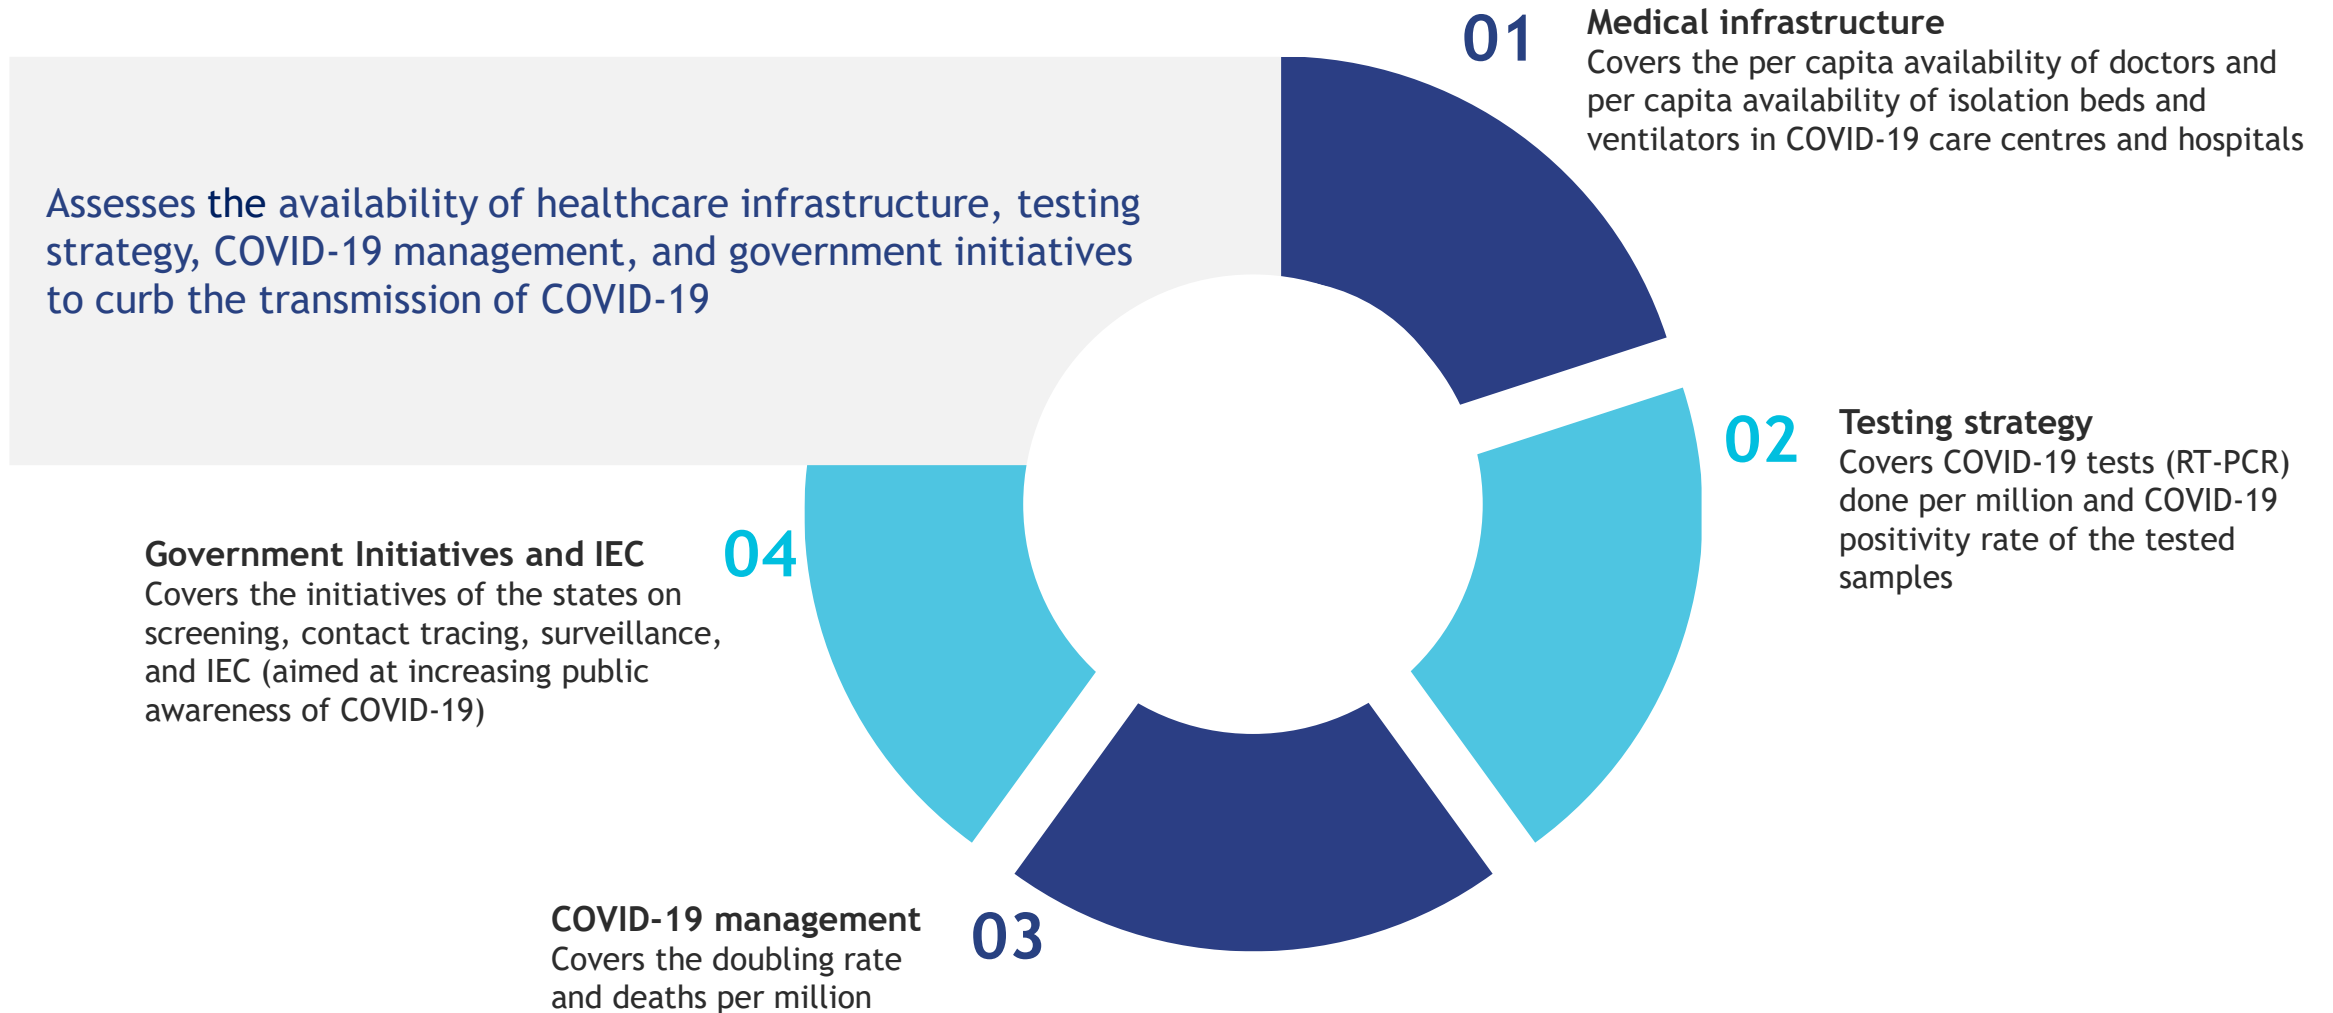 Assesses the availability of healthcare infrastructure, testing
strategy, COVID-19 management, and government initiatives
to curb the transmission of COVID-19
01
Medical infrastructure
Covers the per capita availability of doctors and
per capita availability of isolation beds and
ventilators in COVID-19 care centres and hospitals
02
Testing strategy
Covers COVID-19 tests (RT-PCR)
done per million and COVID-19
positivity rate of the tested
samples
03
COVID-19 management
Covers the doubling rate
and deaths per million
04
Government Initiatives and IEC
Covers the initiatives of the states on
screening, contact tracing, surveillance,
and IEC (aimed at increasing public
awareness of COVID-19)